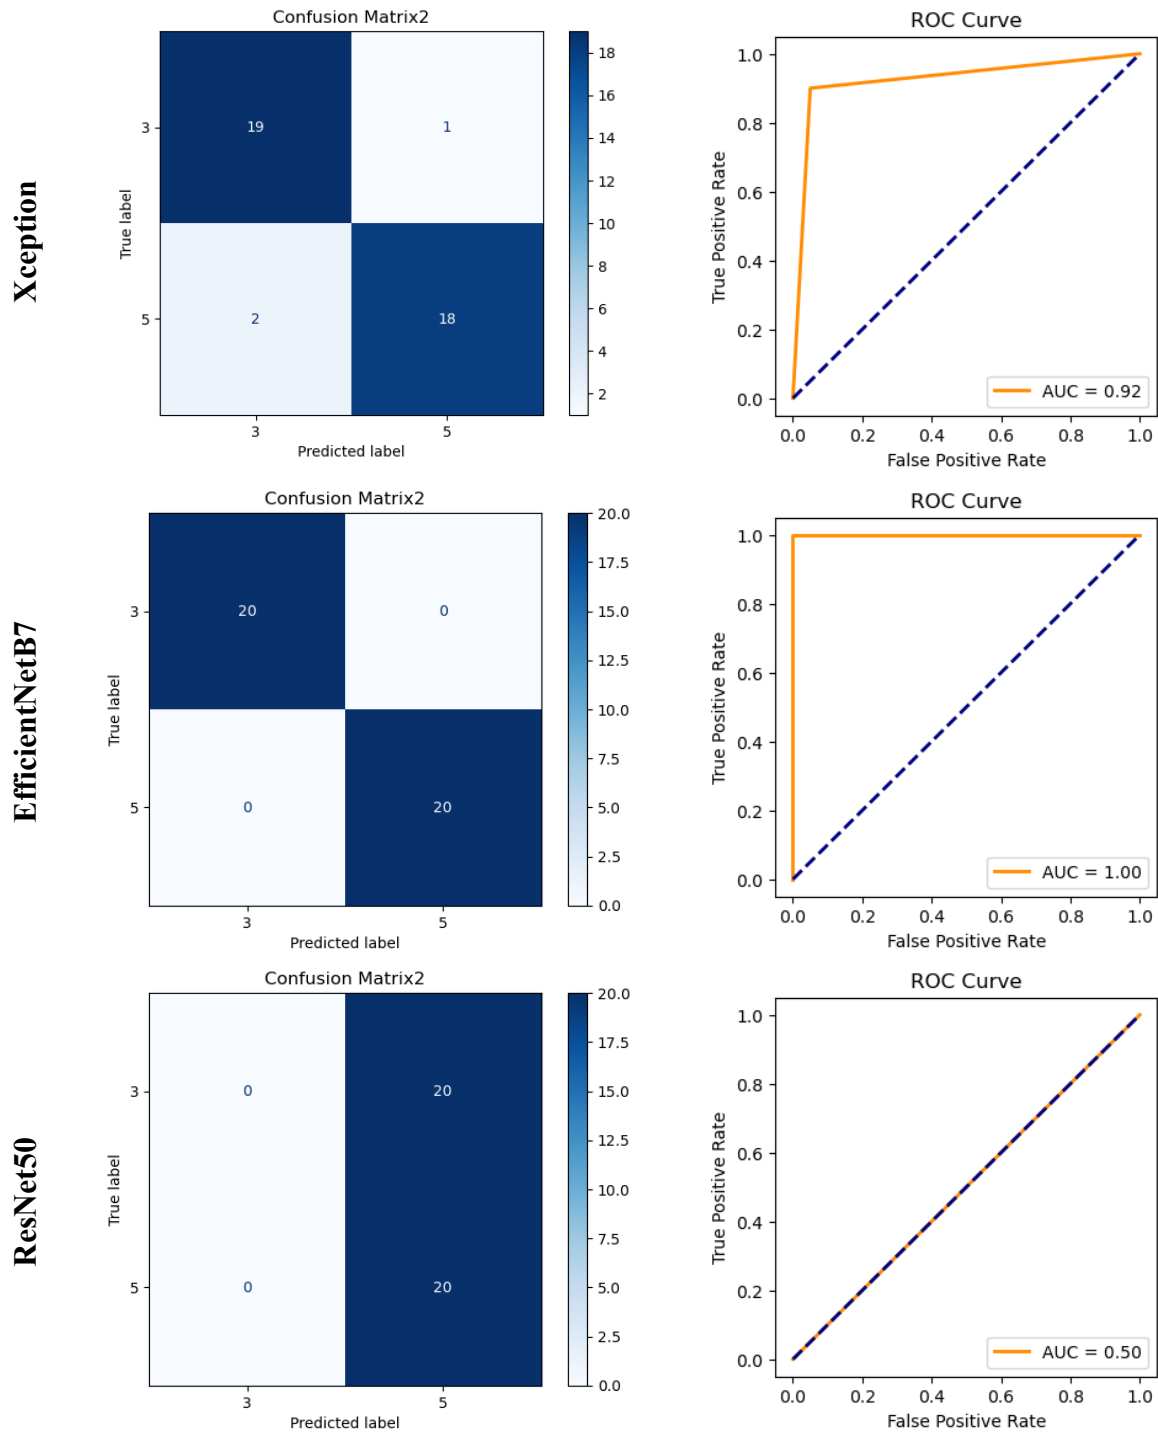 Xception
Confusion Matrix2
True label
3
5
19
1
2
18
3
5
Predicted label
18
16
14
12
10
8
6
4
2
ROC Curve
True Positive Rate
1.0
0.8
0.6
0.4
0.2
0.0
AUC = 0.92
0.0 0.2 0.4 0.6 0.8 1.0
False Positive Rate
EfficientNetB7
Confusion Matrix2
True label
3
5
20
0
0
20
3
5
Predicted label
20.0
17.5
15.0
12.5
10.0
7.5
5.0
2.5
0.0
ROC Curve
True Positive Rate
1.0
0.8
0.6
0.4
0.2
0.0
AUC = 1.00
0.0 0.2 0.4 0.6 0.8 1.0
False Positive Rate
ResNet50
Confusion Matrix2
True label
3
5
0
20
0
20
3
5
Predicted label
20.0
17.5
15.0
12.5
10.0
7.5
5.0
2.5
0.0
ROC Curve
True Positive Rate
1.0
0.8
0.6
0.4
0.2
0.0
AUC = 0.50
0.0 0.2 0.4 0.6 0.8 1.0
False Positive Rate